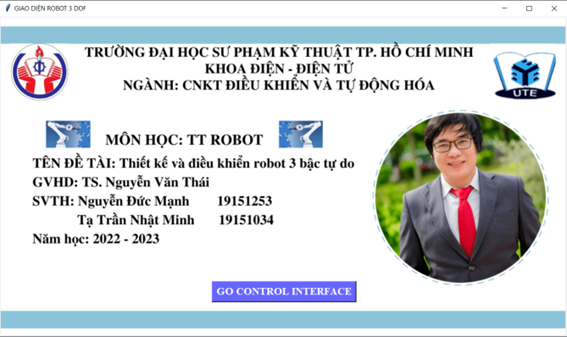 GIAO DIỆN ROBOT 3 DOF
TRƯỜNG ĐẠI HỌC SƯ PHẠM KỸ THUẬT TP. HỒ CHÍ MINH
KHOA ĐIỆN - ĐIỆN TỬ
NGÀNH: CNKT ĐIỀU KHIỂN VÀ TỰ ĐỘNG HÓA
UTE
MÔN HỌC: TT ROBOT
TÊN ĐỀ TÀI: Thiết kế và điều khiển robot 3 bậc tự do
GVHD: TS. Nguyễn Văn Thái
SVTH: Nguyễn Đức Mạnh 19151253
Tạ Trần Nhật Minh 19151034
Năm học: 2022 - 2023
GO CONTROL INTERFACE